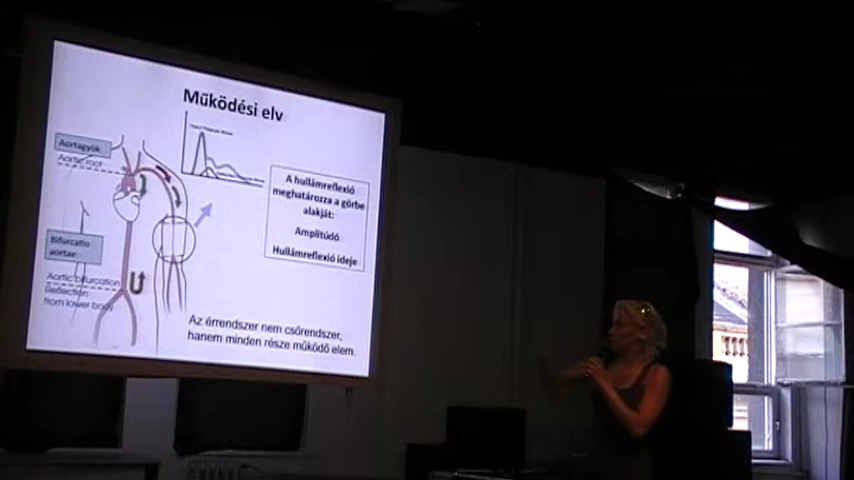 Működési elv
Aortagyök
Aortic root
A hullámreflexió
meghatározza a görbe
alakját:
Amplitúdó
Hullámreflexió ideje
Bifurcatio
aortae
Aortic bifurcation
Reflection
from lower body
Az érrendszer nem csőrendszer,
hanem minden része működő elem.